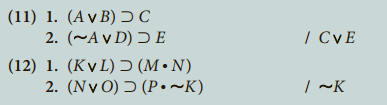 (11) 1. (A ∨ B) ⊃ C
2. (~A ∨ D) ⊃ E / C ∨ E
(12) 1. (K ∨ L) ⊃ (M • N)
2. (N ∨ O) ⊃ (P • ~K) / ~K